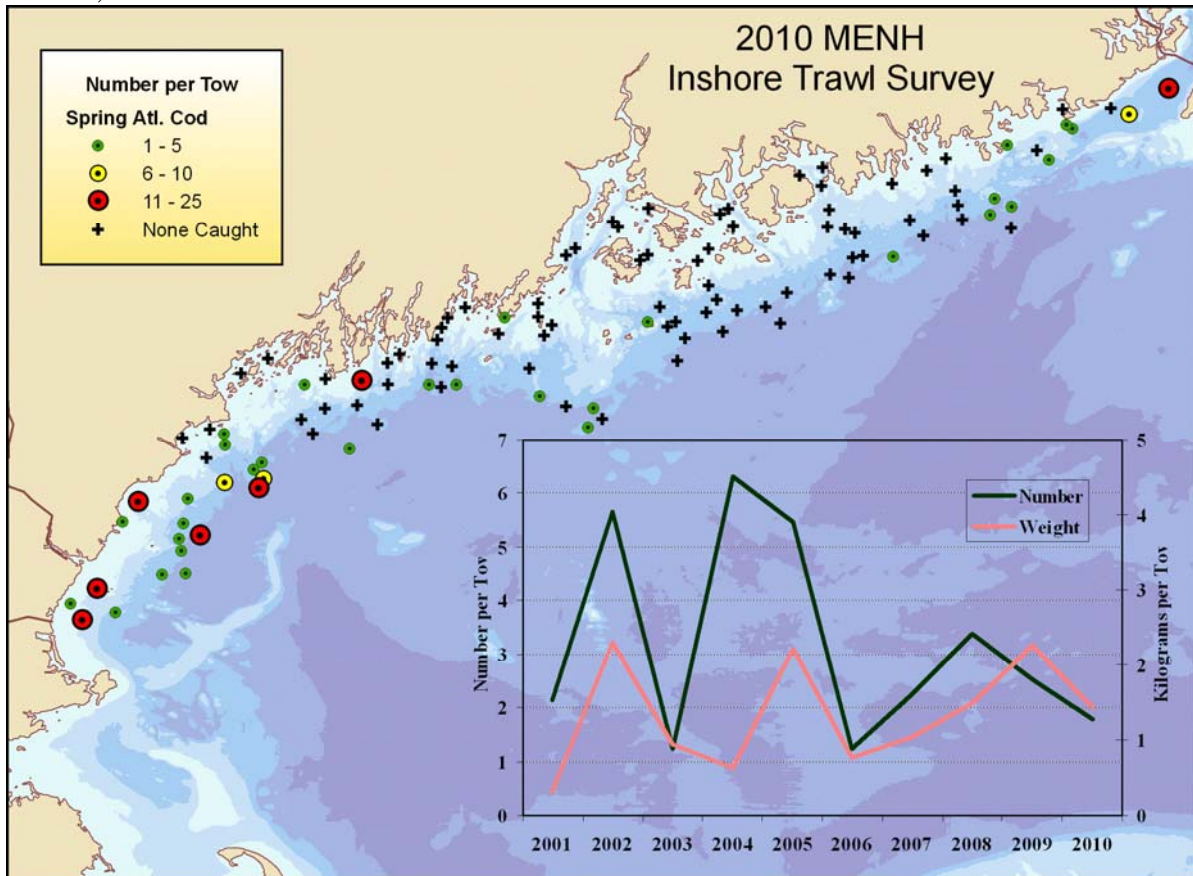 2010 MENH
Inshore Trawl Survey
Number per Tow
Spring Atl. Cod
1 - 5
6 - 10
11 - 25
None Caught
7
6
5
4
3
2
1
0
Number per Tov
Number
Weight
5
4
3
2
1
0
Kilograms per Tov
2001 2002 2003 2004 2005 2006 2007 2008 2009 2010